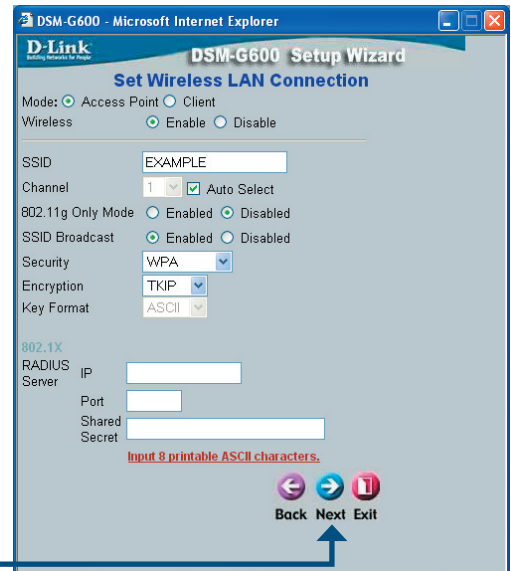 DSM-G600 - Microsoft Internet Explorer
D-Link
Building Networks for People
DSM-G600 Setup Wizard
Set Wireless LAN Connection
Mode: Access Point Client
Wireless Enable Disable
SSID EXAMPLE
Channel 1 Auto Select
802.11g Only Mode Enabled Disabled
SSID Broadcast Enabled Disabled
Security WPA
Encryption TKIP
Key Format ASCII
802.1X
RADIUS Server IP
Port
Shared Secret
Input 8 printable ASCII characters.
Back Next Exit